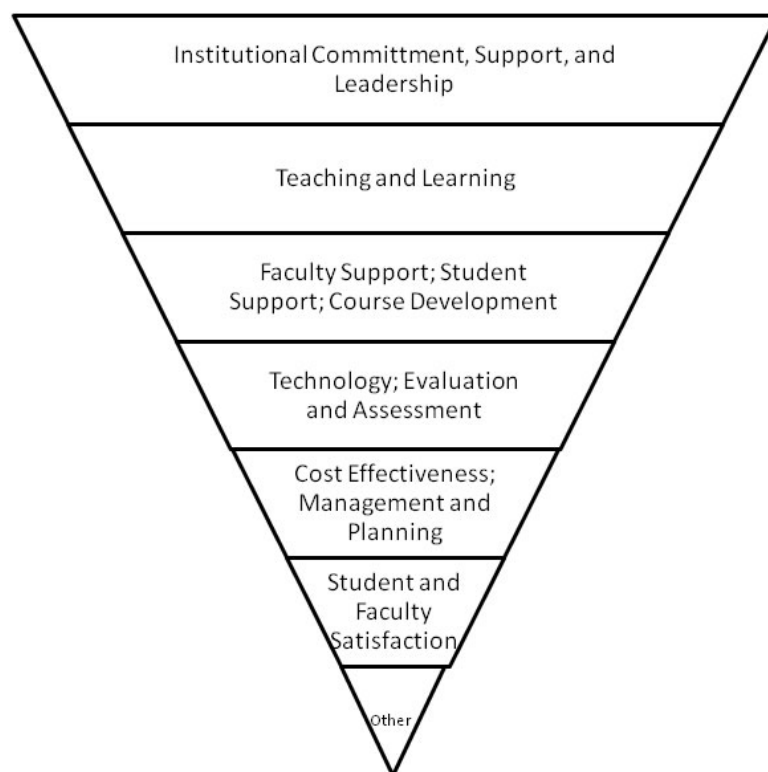 Institutional Committment, Support, and
Leadership
Teaching and Learning
Faculty Support; Student
Support; Course Development
Technology; Evaluation
and Assessment
Cost Effectiveness;
Management and
Planning
Student and
Faculty
Satisfaction
Other